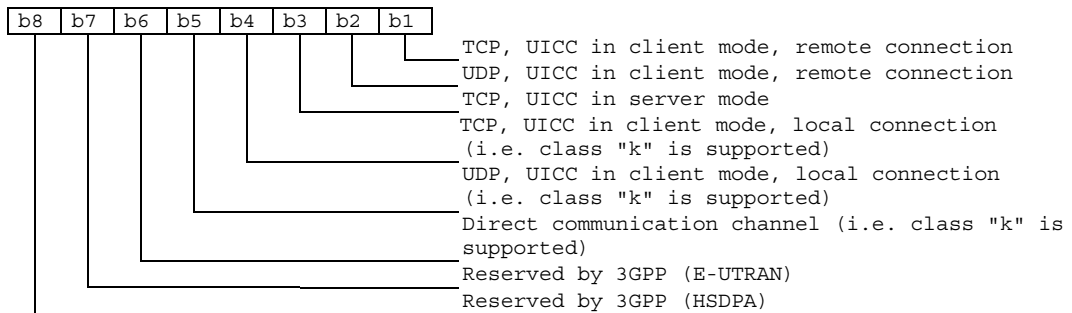 b8 b7 b6 b5 b4 b3 b2 b1
TCP, UICC in client mode, remote connection
UDP, UICC in client mode, remote connection
TCP, UICC in server mode
TCP, UICC in client mode, local connection
(i.e. class "k" is supported)
UDP, UICC in client mode, local connection
(i.e. class "k" is supported)
Direct communication channel (i.e. class "k" is
supported)
Reserved by 3GPP (E-UTRAN)
Reserved by 3GPP (HSDPA)